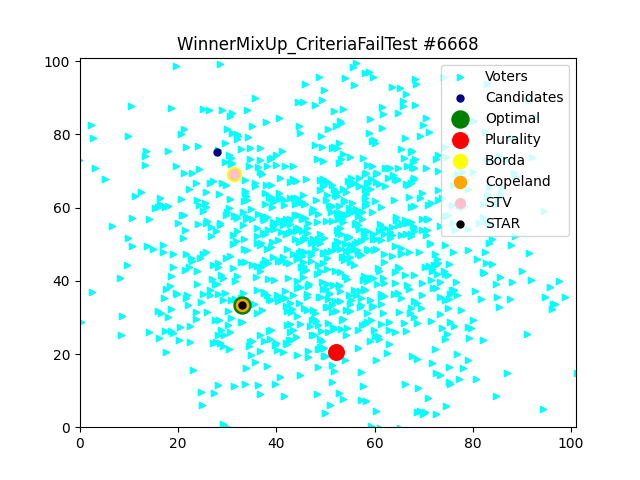 WinnerMixUp_CriteriaFailTest #6668
100
80
60
40
20
0
0
20
40
60
80
100
Voters
Candidates
Optimal
Plurality
Borda
Copeland
STV
STAR